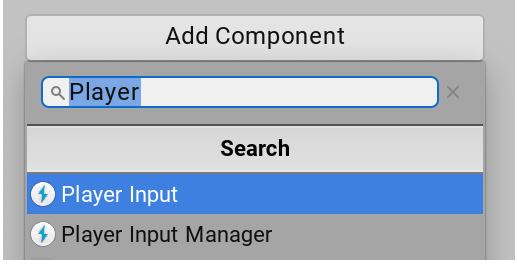 Add Component
Player
Search
Player Input
Player Input Manager